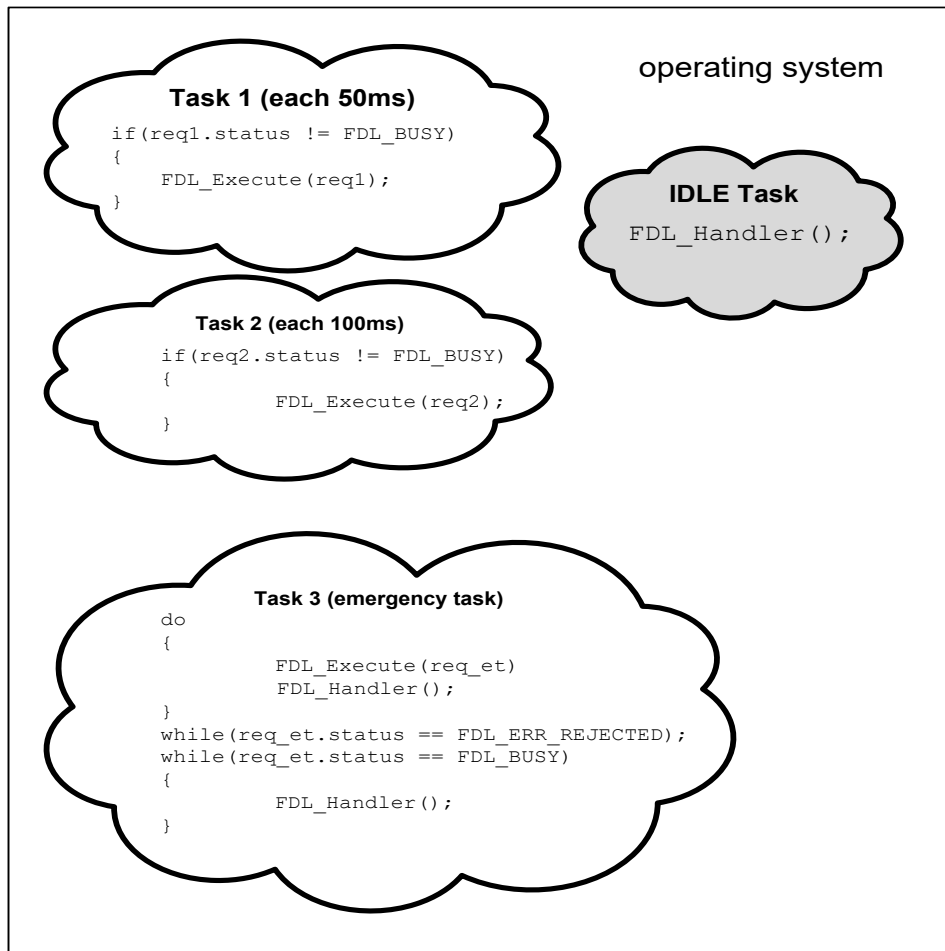 operating system
Task 1 (each 50ms)
if(req1.status != FDL_BUSY)
{
FDL_Execute(req1);
}
IDLE Task
FDL_Handler();
Task 2 (each 100ms)
if(req2.status != FDL_BUSY)
{
FDL_Execute(req2);
}
Task 3 (emergency task)
do
{
FDL_Execute(req_et)
FDL_Handler();
}
while(req_et.status == FDL_ERR_REJECTED);
while(req_et.status == FDL_BUSY)
{
FDL_Handler();
}